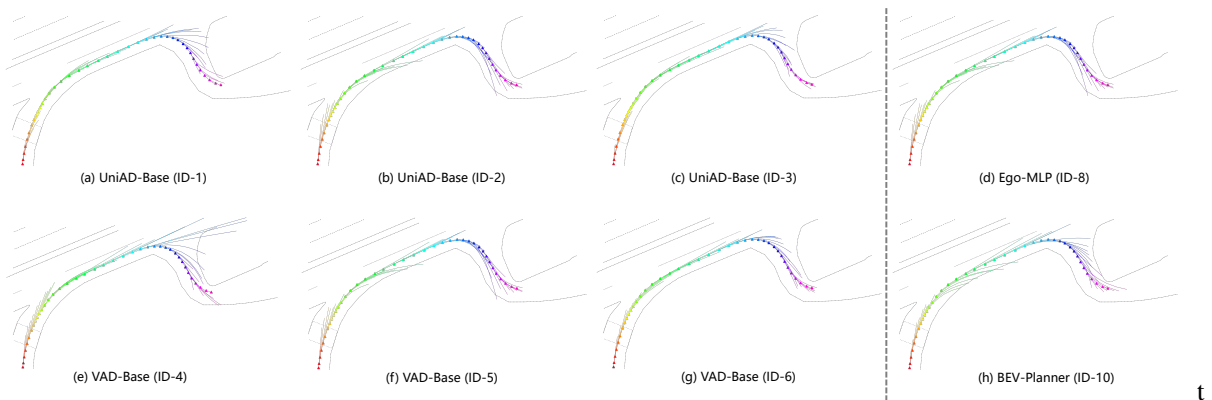 (a) UniAD-Base (ID-1)
(b) UniAD-Base (ID-2)
(c) UniAD-Base (ID-3)
(d) Ego-MLP (ID-8)
(e) VAD-Base (ID-4)
(f) VAD-Base (ID-5)
(g) VAD-Base (ID-6)
(h) BEV-Planner (ID-10)
t